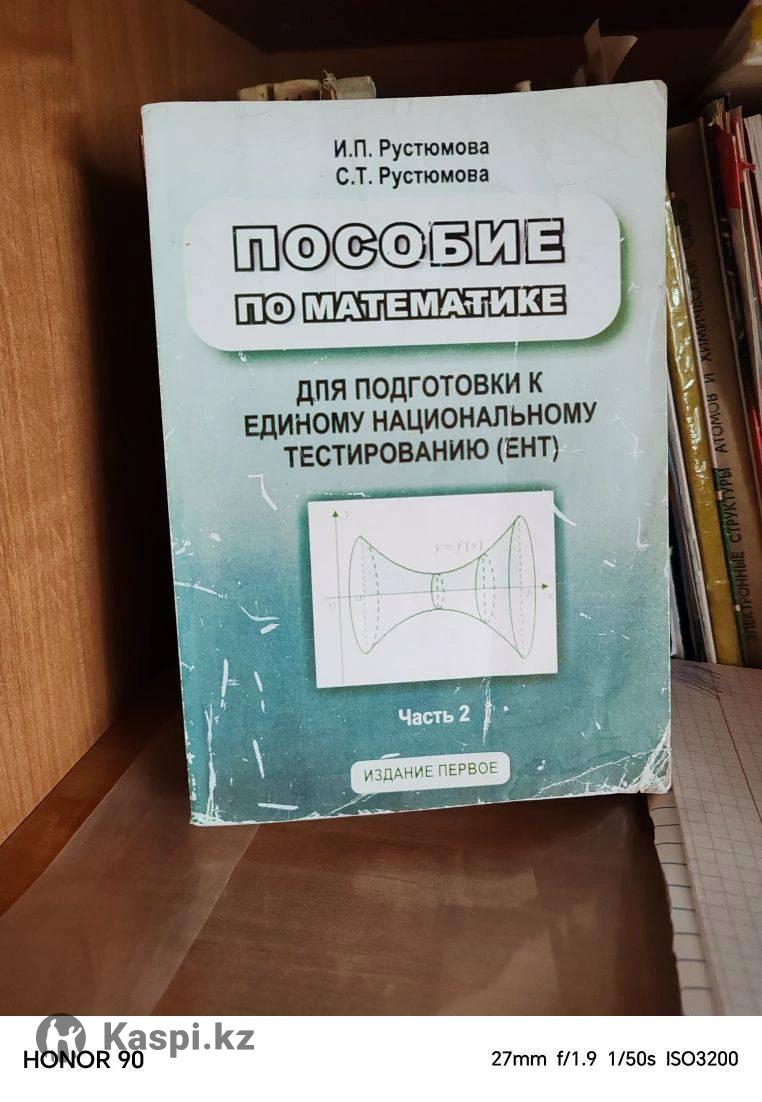 И.П. Рустюмова
С.Т. Рустюмова
ПОСОБИЕ
ПО МАТЕМАТИКЕ
ДЛЯ ПОДГОТОВКИ К
ЕДИНОМУ НАЦИОНАЛЬНОМУ
ТЕСТИРОВАНИЮ (ЕНТ)
y
y = f(x)
Часть 2
ИЗДАНИЕ ПЕРВОЕ
ЭЛЕКТРОННЫЕ СТРУКТУРЫ АТОМОВ И ХИМИЧЕСКАЯ СВЯЗЬ
Kaspi.kz
HONOR 90
27mm f/1.9 1/50s ISO3200